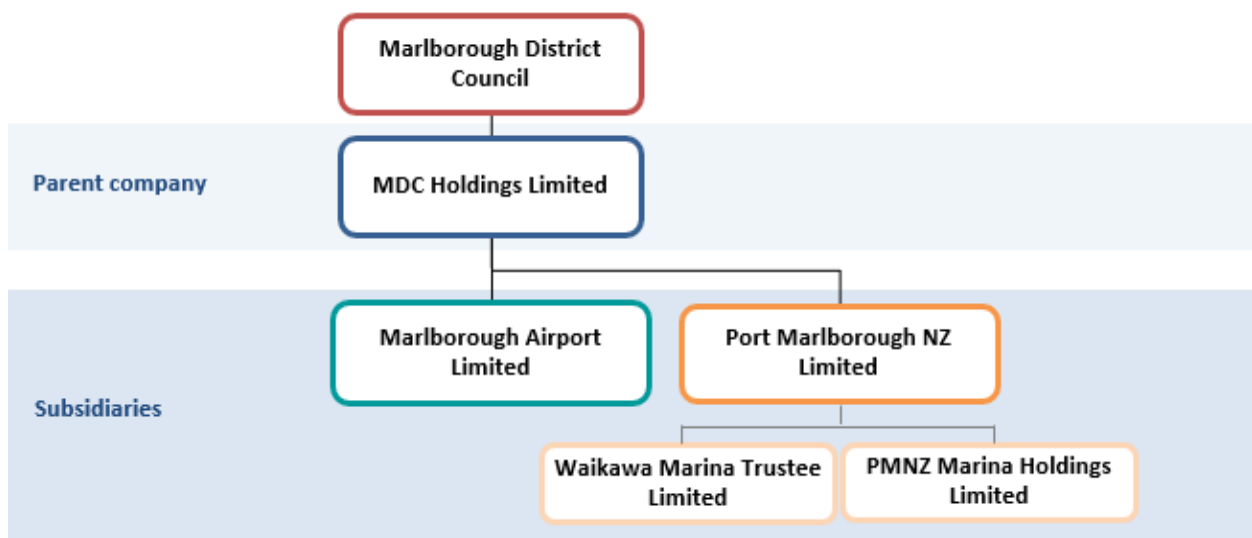 Marlborough District
Council
Parent company
MDC Holdings Limited
Marlborough Airport
Limited
Port Marlborough NZ
Limited
Subsidiaries
Waikawa Marina Trustee
Limited
PMNZ Marina Holdings
Limited